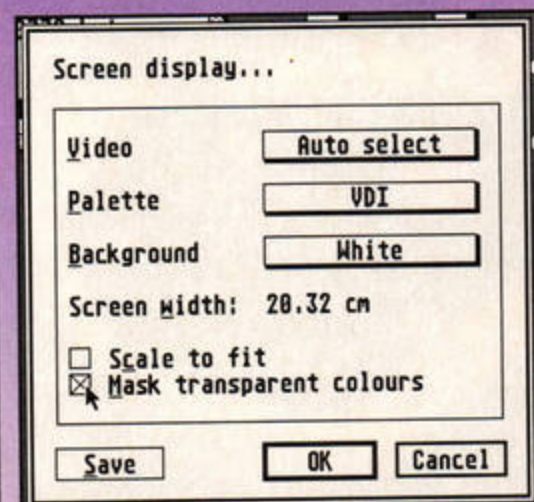 Screen display...
Video Auto select
Palette VDI
Background White
Screen width: 20.32 cm
Scale to fit
Mask transparent colours
Save OK Cancel